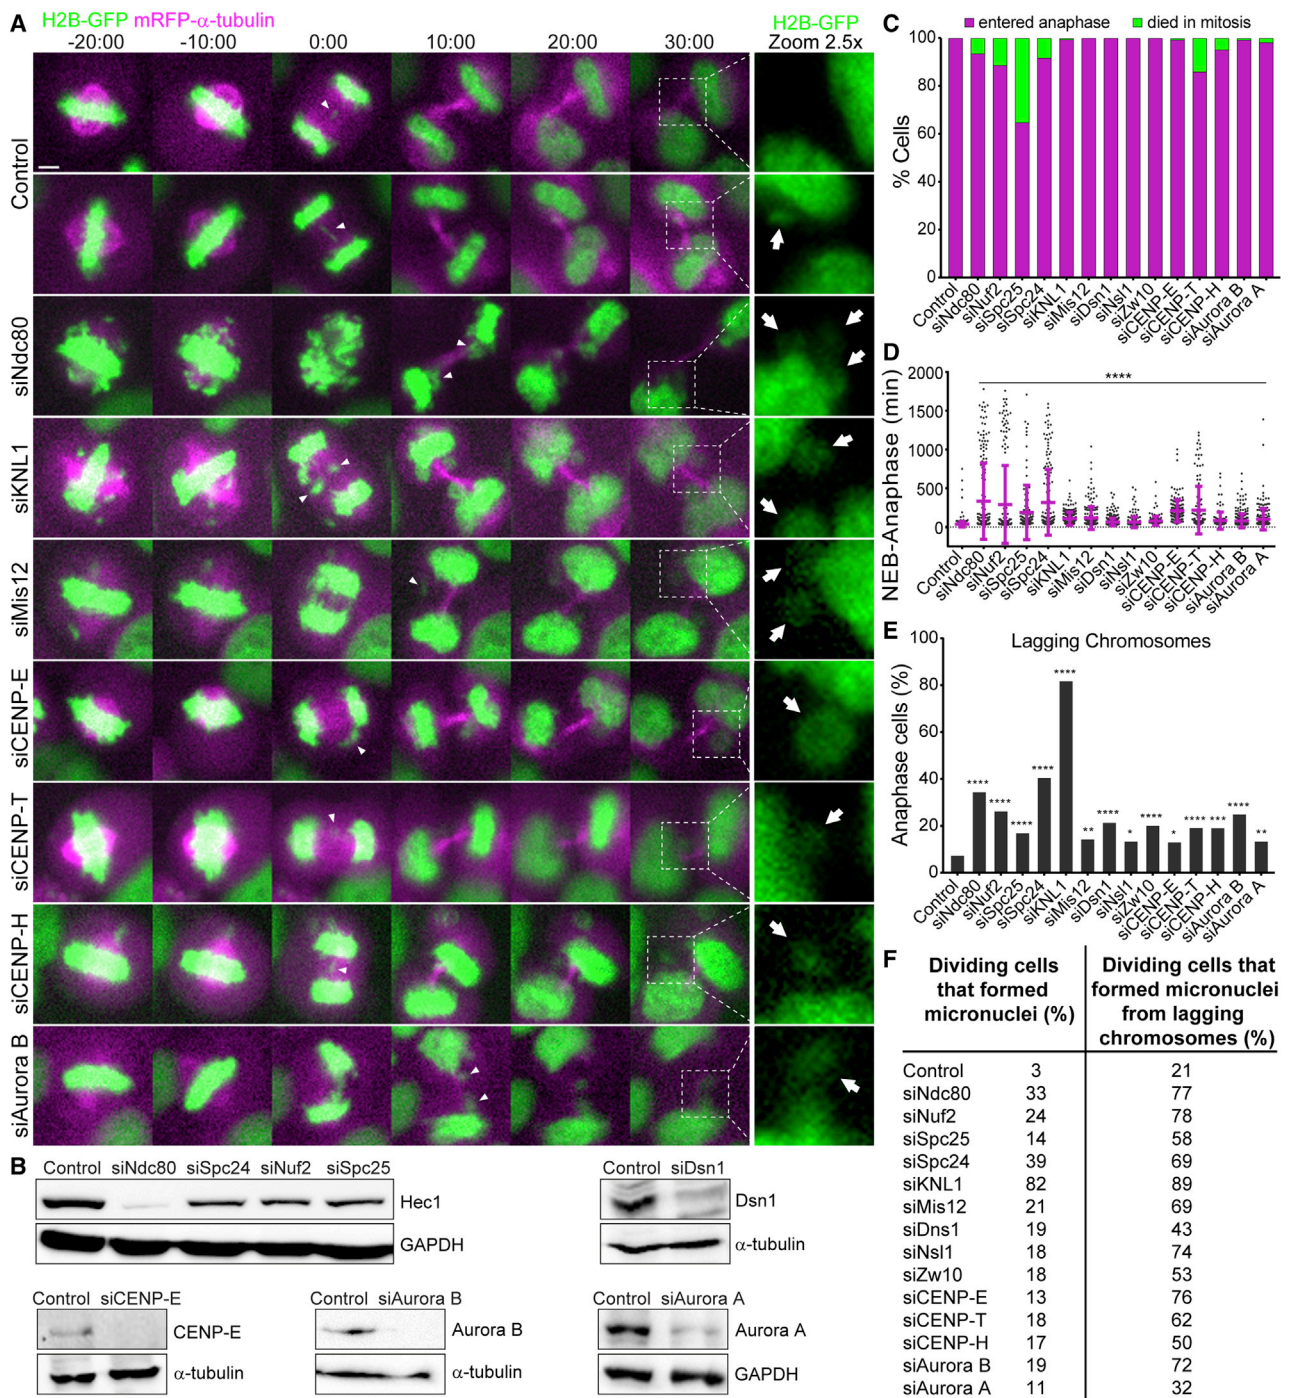 A
H2B-GFP mRFP-α-tubulin
H2B-GFP
-20:00 -10:00 0:00 10:00 20:00 30:00 Zoom 2.5x
Control
siNdc80
siKNL1
siMis12
siCENP-E
siCENP-T
siCENP-H
siAurora B
B
Control siNdc80 siSpc24 siNuf2 siSpc25
Hec1
GAPDH
Control siDsn1
Dsn1
α-tubulin
Control siCENP-E
CENP-E
α-tubulin
Control siAurora B
Aurora B
α-tubulin
Control siAurora A
Aurora A
GAPDH
C
entered anaphase died in mitosis
% Cells
100
80
60
40
20
0
Control siNdc80 siNuf2 siSpc25 siSpc24 siKNL1 siMis12 siDsn1 siNsl1 siZw10 siCENP-E siCENP-T siCENP-H siAurora B siAurora A
D
NEB-Anaphase (min)
2000
1500
1000
500
0
****
Control siNdc80 siNuf2 siSpc25 siSpc24 siKNL1 siMis12 siDsn1 siNsl1 siZw10 siCENP-E siCENP-T siCENP-H siAurora B siAurora A
E
Lagging Chromosomes
Anaphase cells (%)
100
80
60
40
20
0
**** **** **** **** **** ** **** * **** * **** *** **** **
Control siNdc80 siNuf2 siSpc25 siSpc24 siKNL1 siMis12 siDsn1 siNsl1 siZw10 siCENP-E siCENP-T siCENP-H siAurora B siAurora A
F
Dividing cells
that formed
micronuclei (%)
Dividing cells that
formed micronuclei
from lagging
chromosomes (%)
Control 3 21
siNdc80 33 77
siNuf2 24 78
siSpc25 14 58
siSpc24 39 69
siKNL1 82 89
siMis12 21 69
siDns1 19 43
siNsl1 18 74
siZw10 18 53
siCENP-E 13 76
siCENP-T 18 62
siCENP-H 17 50
siAurora B 19 72
siAurora A 11 32